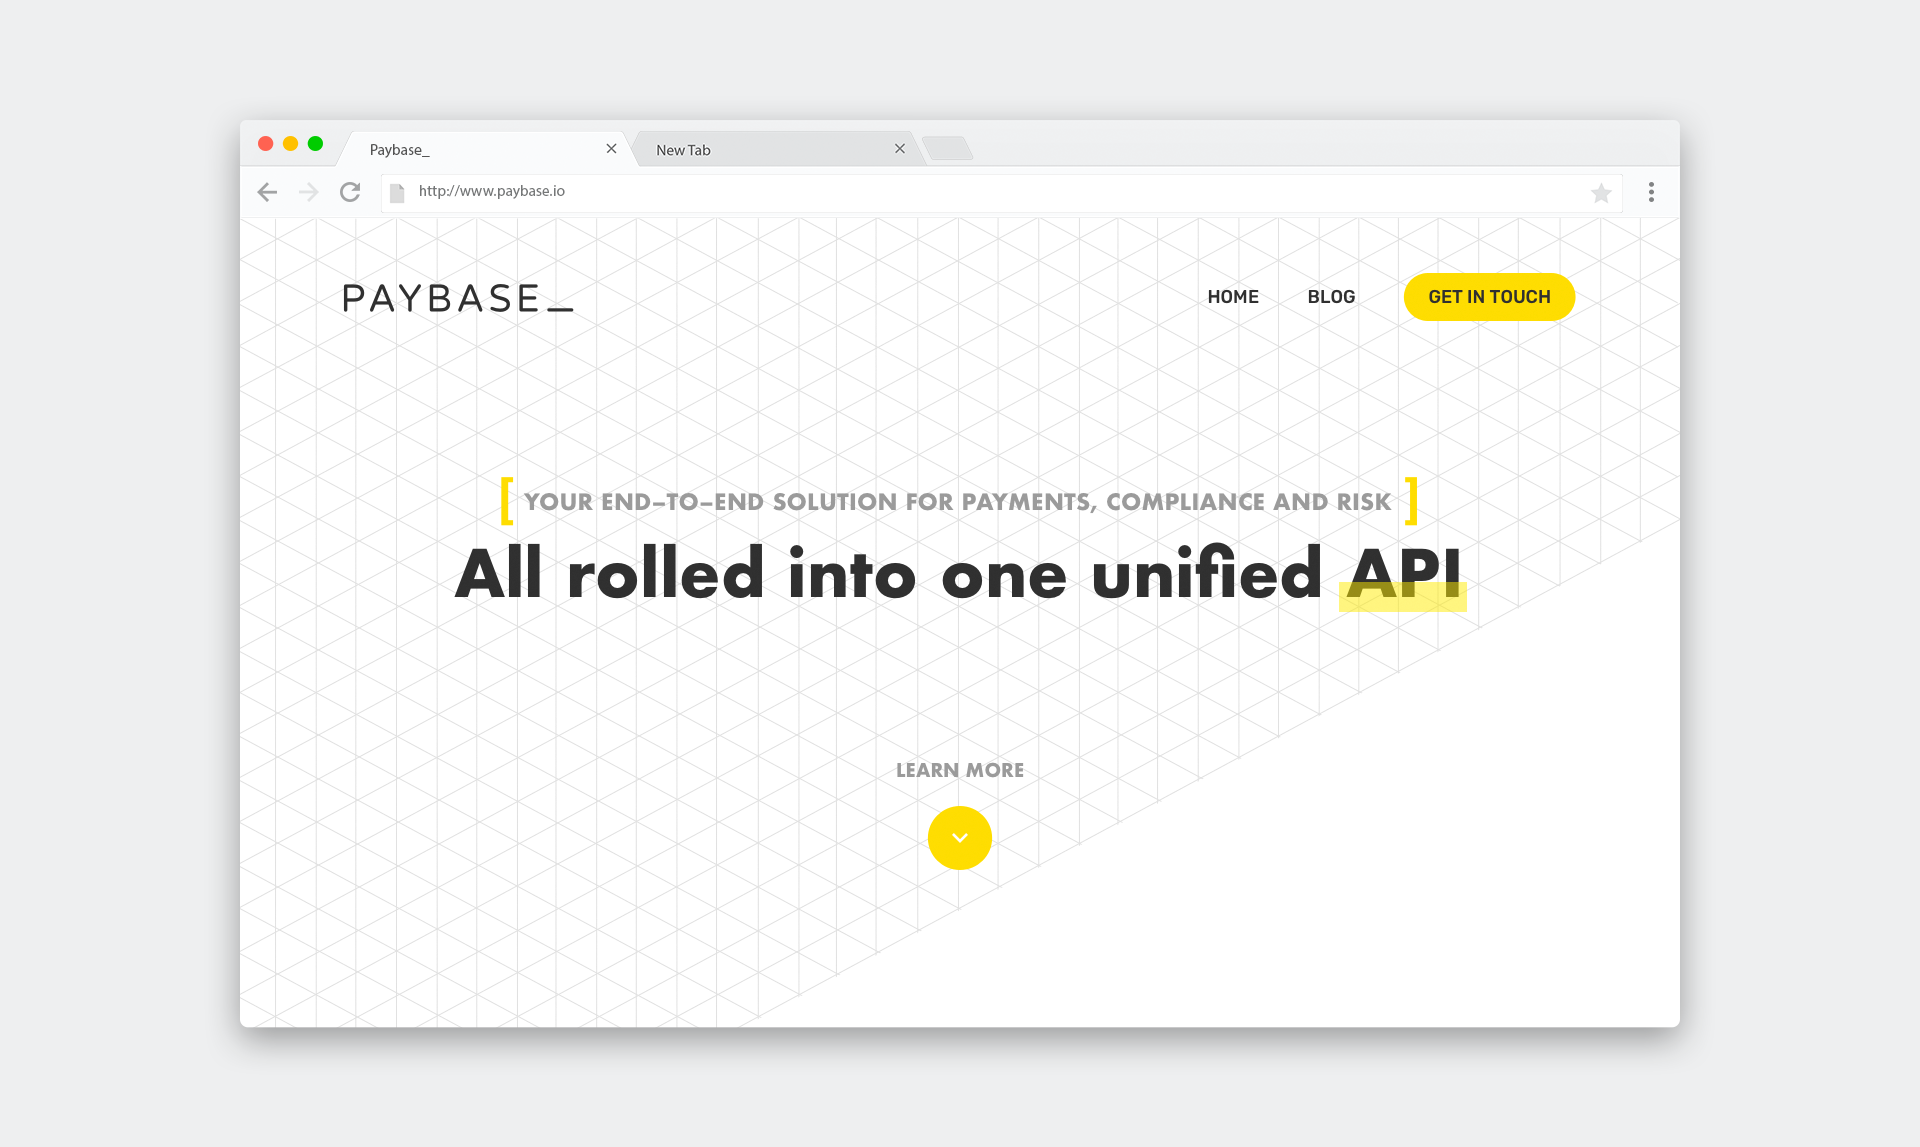 Paybase_
New Tab
http://www.paybase.io
PAYBASE_
HOME
BLOG
GET IN TOUCH
[ YOUR END–TO–END SOLUTION FOR PAYMENTS, COMPLIANCE AND RISK ]
All rolled into one unified API
LEARN MORE